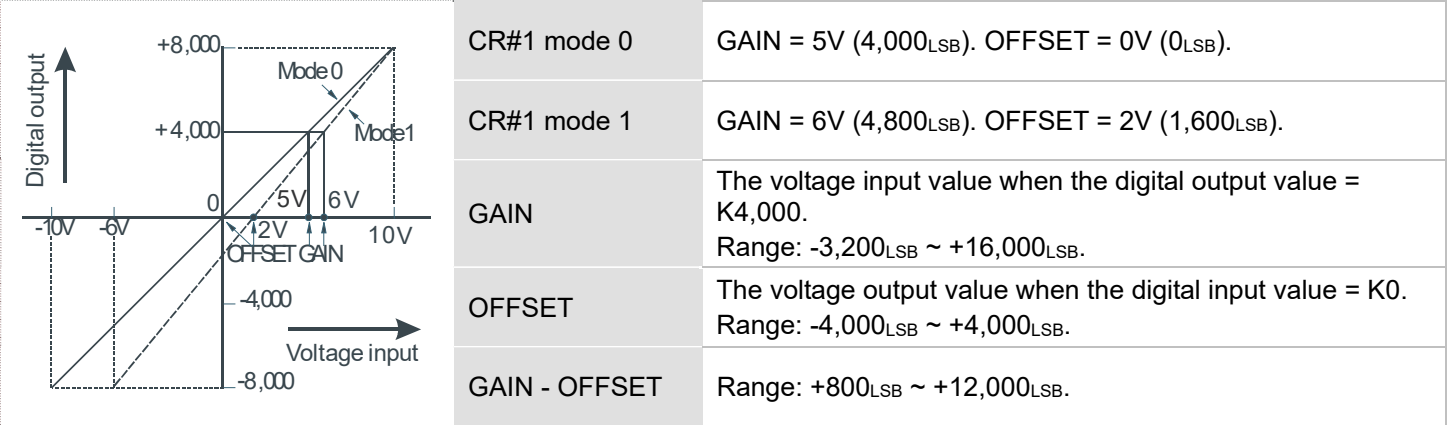 Digital output
+8,000
Mode 0
+4,000
Mode1
0
5V
6V
-10V
-6V
2V
10V
OFFSET
GAIN
-4,000
Voltage input
-8,000
CR#1 mode 0
GAIN = 5V (4,000LSB). OFFSET = 0V (0LSB).
CR#1 mode 1
GAIN = 6V (4,800LSB). OFFSET = 2V (1,600LSB).
GAIN
The voltage input value when the digital output value =
K4,000.
Range: -3,200LSB ~ +16,000LSB.
OFFSET
The voltage output value when the digital input value = K0.
Range: -4,000LSB ~ +4,000LSB.
GAIN - OFFSET
Range: +800LSB ~ +12,000LSB.